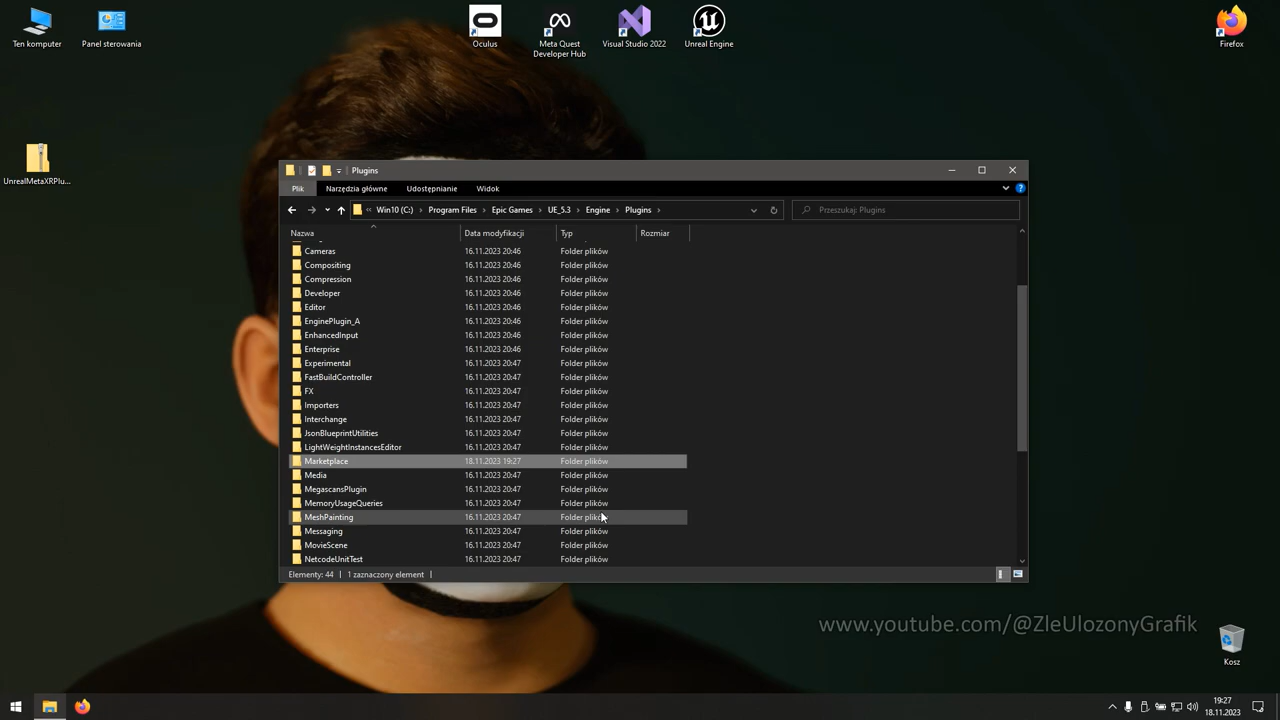 Ten komputer
Panel sterowania
Oculus
Meta Quest
Developer Hub
Visual Studio 2022
Unreal Engine
Firefox
UnrealMetaXRPlu...
Plugins
Plik
Narzędzia główne
Udostępnianie
Widok
« Win10 (C:) › Program Files › Epic Games › UE_5.3 › Engine › Plugins ›
Przeszukaj: Plugins
Nazwa Data modyfikacji Typ Rozmiar
Cameras 16.11.2023 20:46 Folder plików
Compositing 16.11.2023 20:46 Folder plików
Compression 16.11.2023 20:46 Folder plików
Developer 16.11.2023 20:46 Folder plików
Editor 16.11.2023 20:46 Folder plików
EnginePlugin_A 16.11.2023 20:46 Folder plików
EnhancedInput 16.11.2023 20:46 Folder plików
Enterprise 16.11.2023 20:46 Folder plików
Experimental 16.11.2023 20:47 Folder plików
FastBuildController 16.11.2023 20:47 Folder plików
FX 16.11.2023 20:47 Folder plików
Importers 16.11.2023 20:47 Folder plików
Interchange 16.11.2023 20:47 Folder plików
JsonBlueprintUtilities 16.11.2023 20:47 Folder plików
LightWeightInstancesEditor 16.11.2023 20:47 Folder plików
Marketplace 18.11.2023 19:27 Folder plików
Media 16.11.2023 20:47 Folder plików
MegascansPlugin 16.11.2023 20:47 Folder plików
MemoryUsageQueries 16.11.2023 20:47 Folder plików
MeshPainting 16.11.2023 20:47 Folder plików
Messaging 16.11.2023 20:47 Folder plików
MovieScene 16.11.2023 20:47 Folder plików
NetcodeUnitTest 16.11.2023 20:47 Folder plików
Elementy: 44 1 zaznaczony element
www.youtube.com/@ZleUlozonyGrafik
Kosz
19:27
18.11.2023